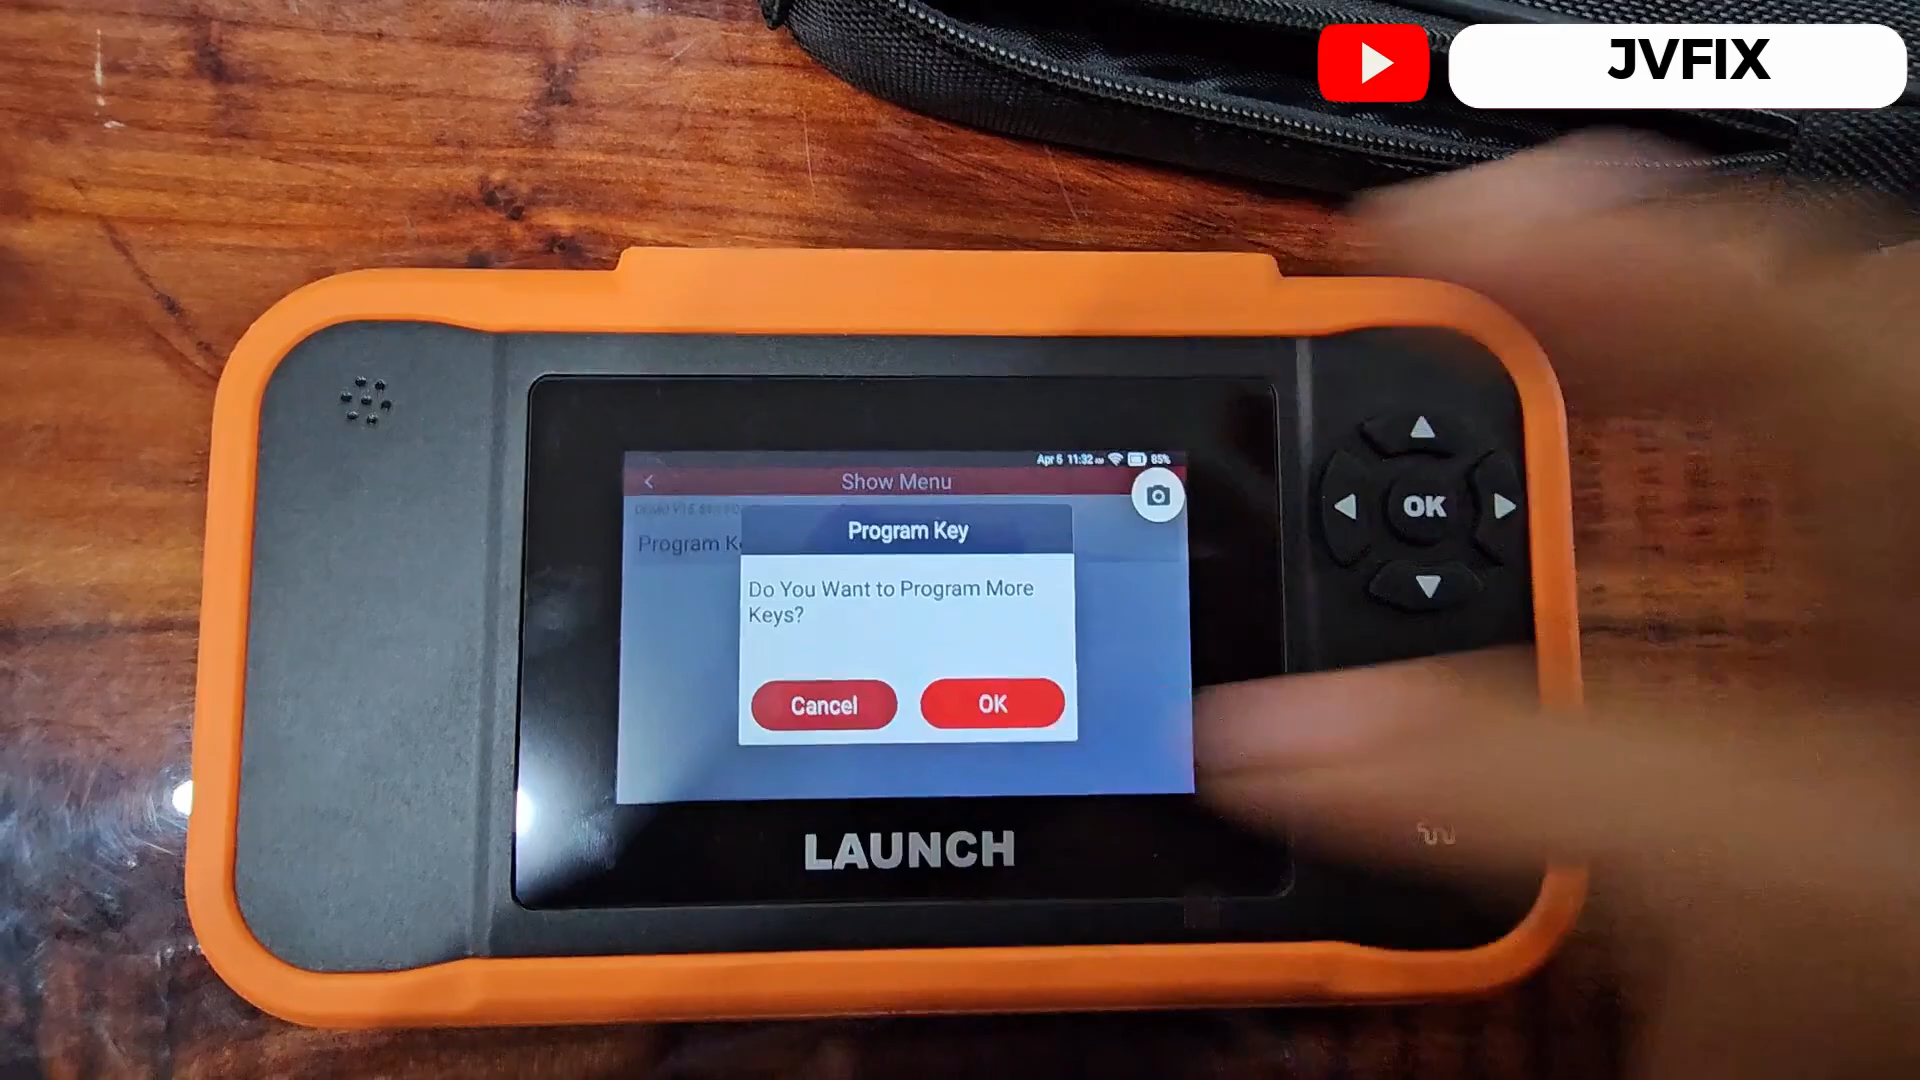 JVFIX
Apr 5 11:32 AM 85%
Show Menu
Program Key
Program K
Do You Want to Program More
Keys?
Cancel
OK
OK
LAUNCH